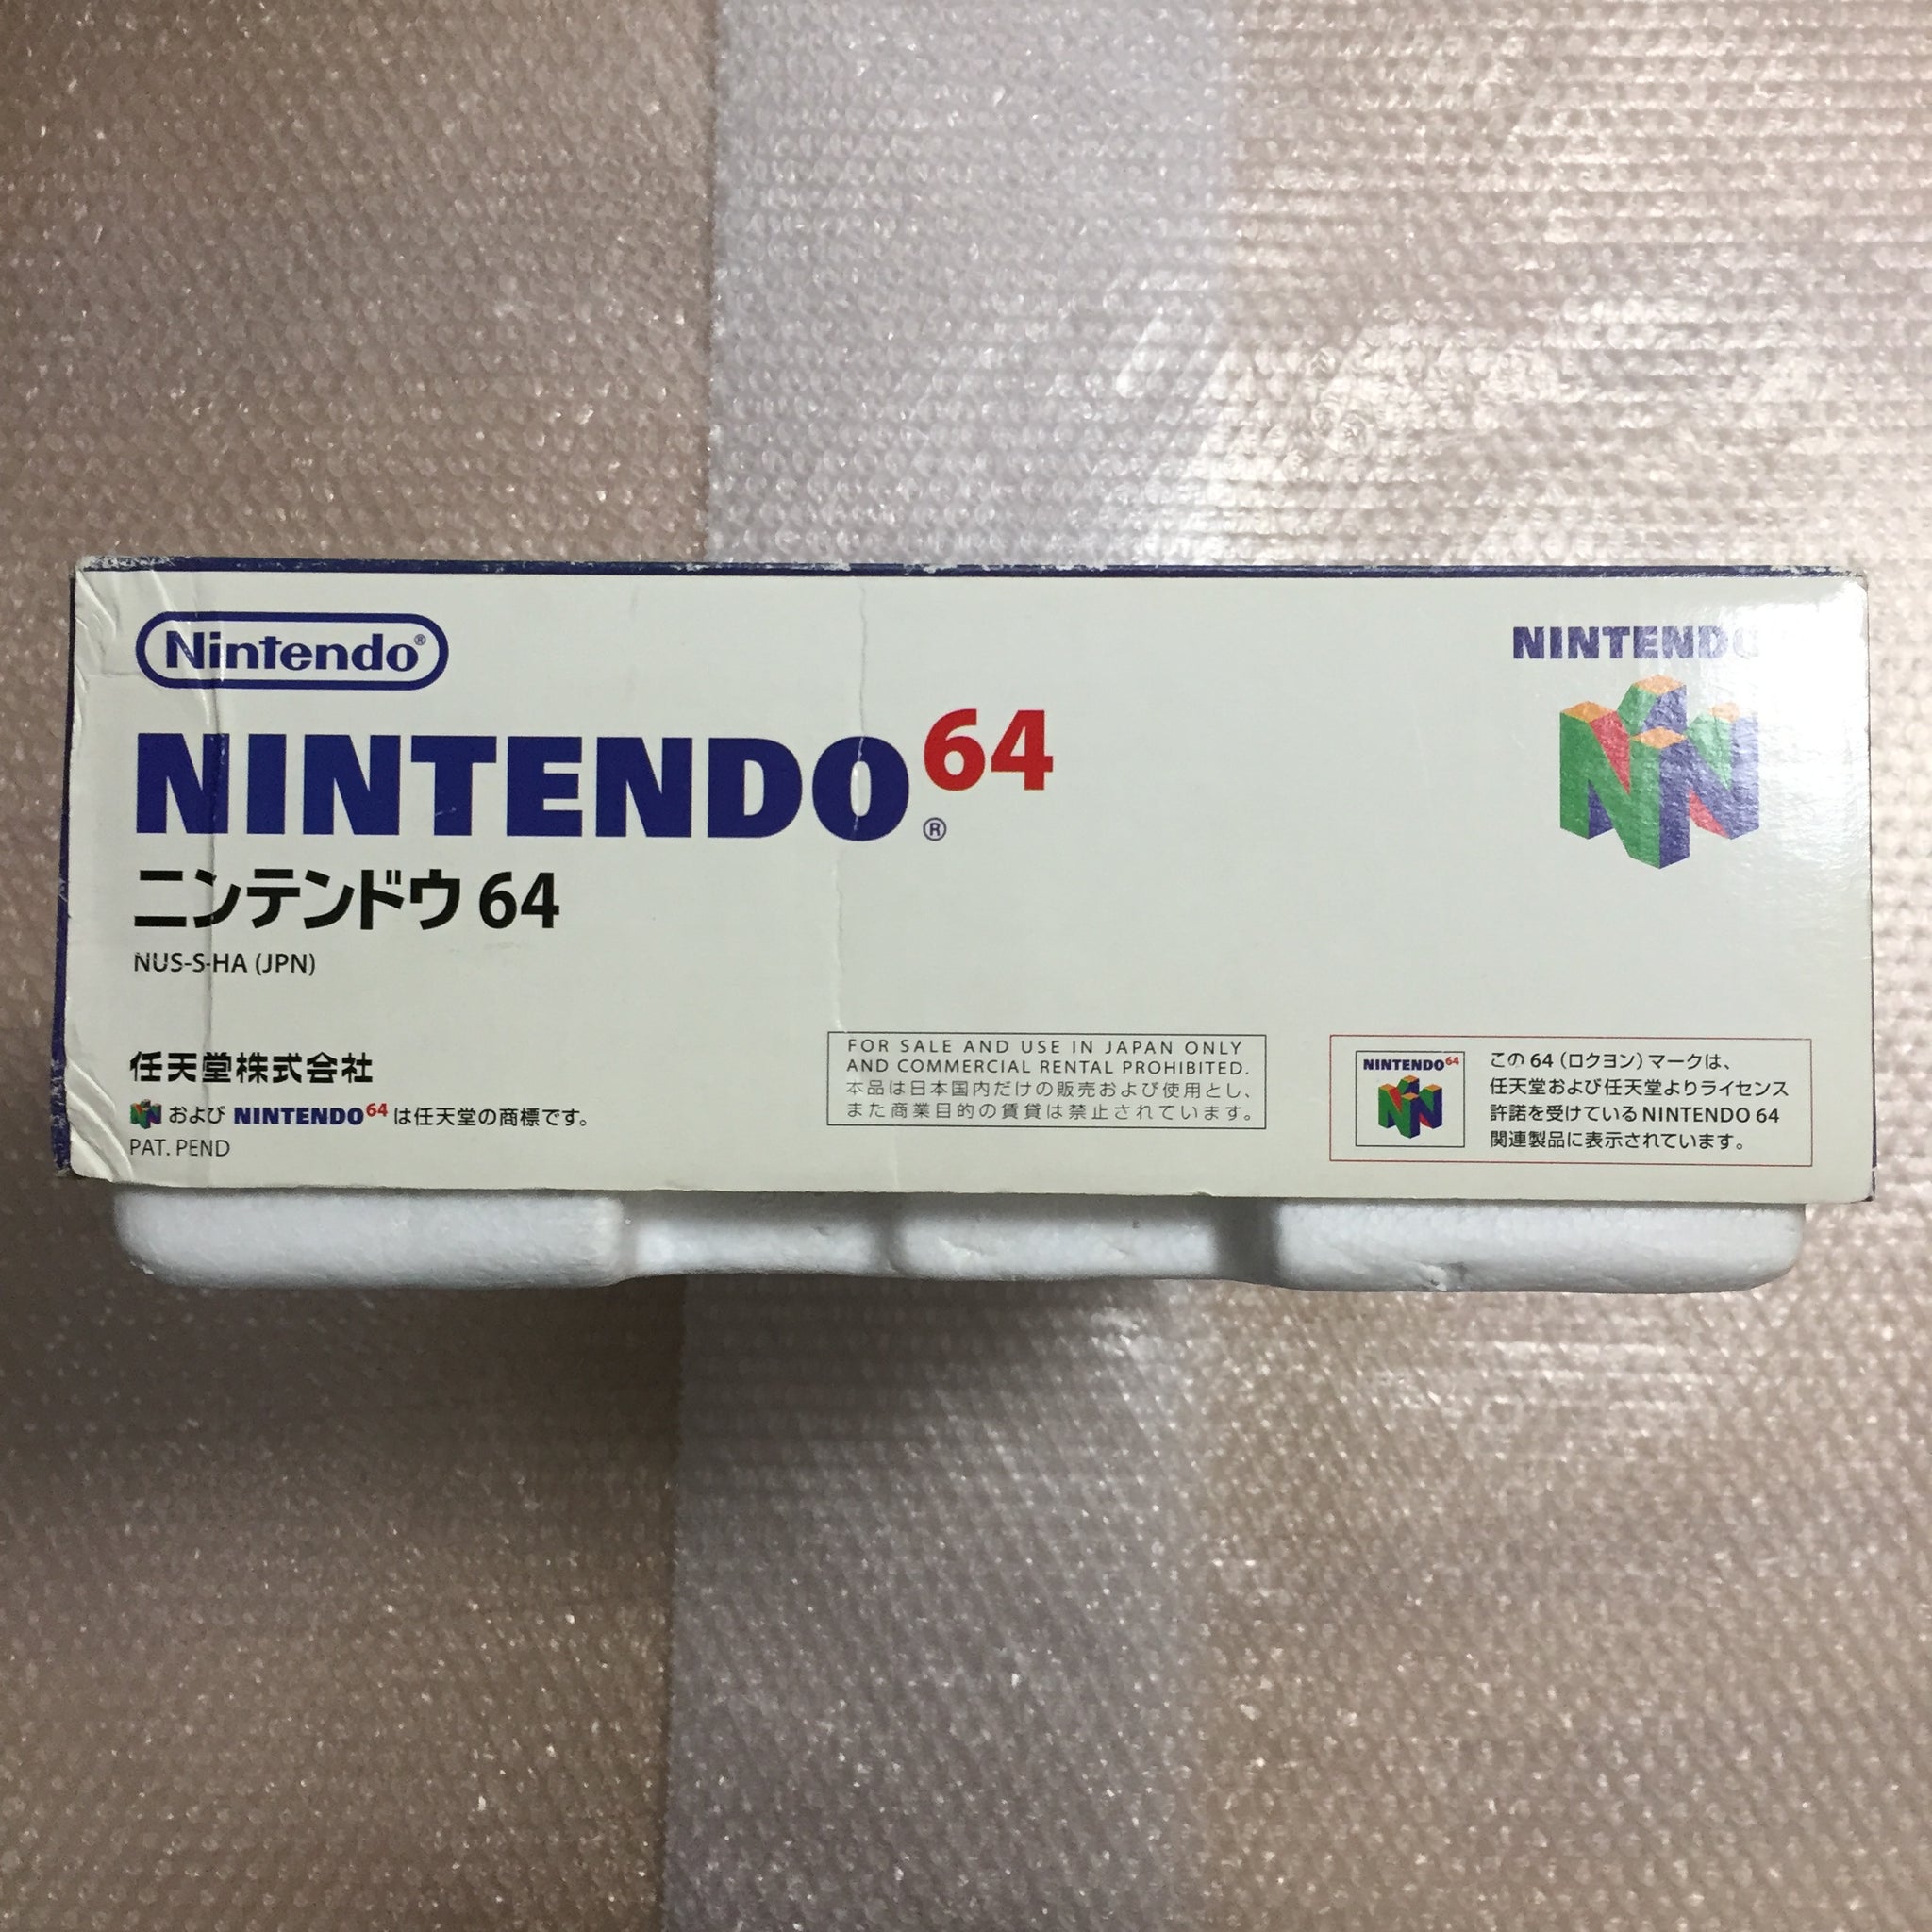 Nintendo®
NINTENDO64®
ニンテンドウ64
NUS-S-HA (JPN)
任天堂株式会社
および NINTENDO64 は任天堂の商標です。
PAT. PEND
FOR SALE AND USE IN JAPAN ONLY
AND COMMERCIAL RENTAL PROHIBITED.
本品は日本国内だけの販売および使用とし、
また商業目的の賃貸は禁止されています。
NINTENDO
NINTENDO64
この64（ロクヨン）マークは、
任天堂および任天堂よりライセンス
許諾を受けているNINTENDO 64
関連製品に表示されています。